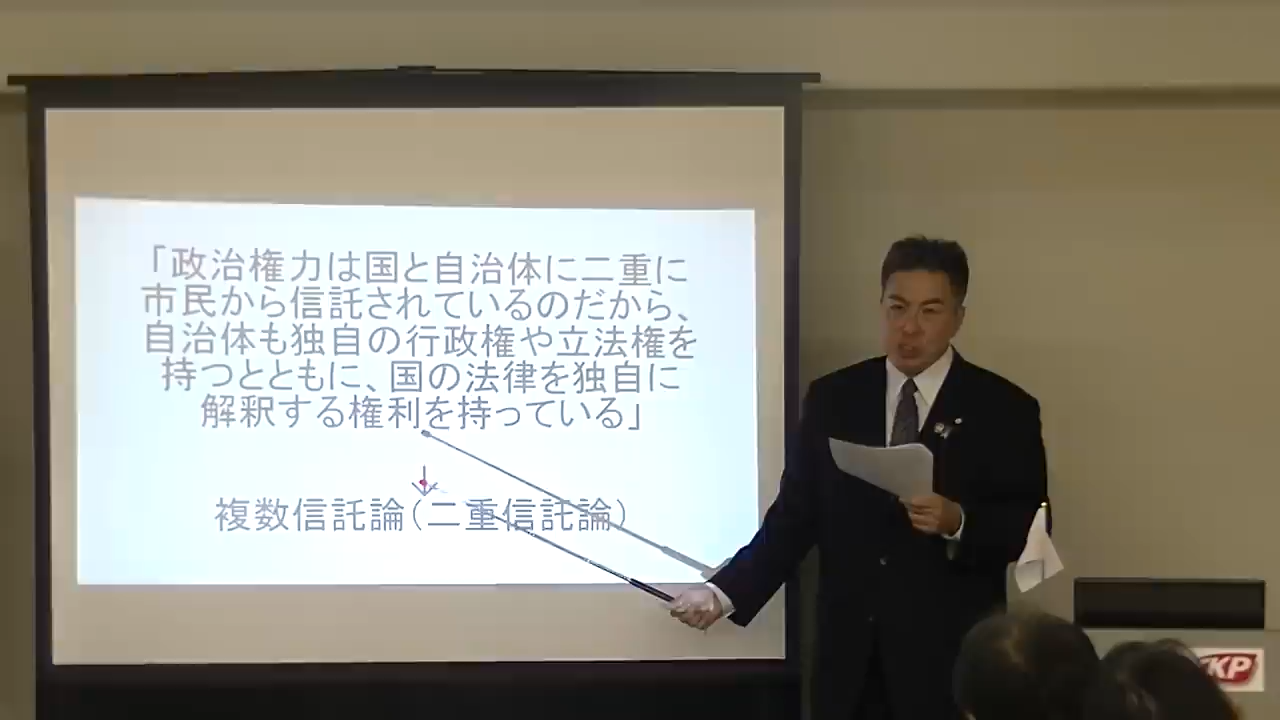 「政治権力は国と自治体に二重に
市民から信託されているのだから、
自治体も独自の行政権や立法権を
持つとともに、国の法律を独自に
解釈する権利を持っている」
↓
複数信託論（二重信託論）
TKP